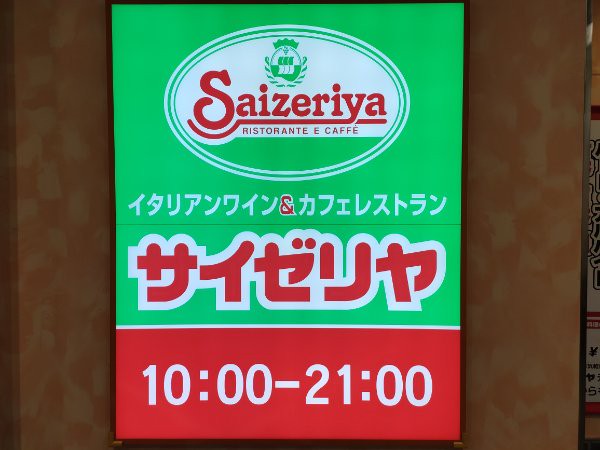 Saizeriya
RISTORANTE E CAFFÉ
イタリアンワイン&カフェレストラン
サイゼリヤ
10:00-21:00